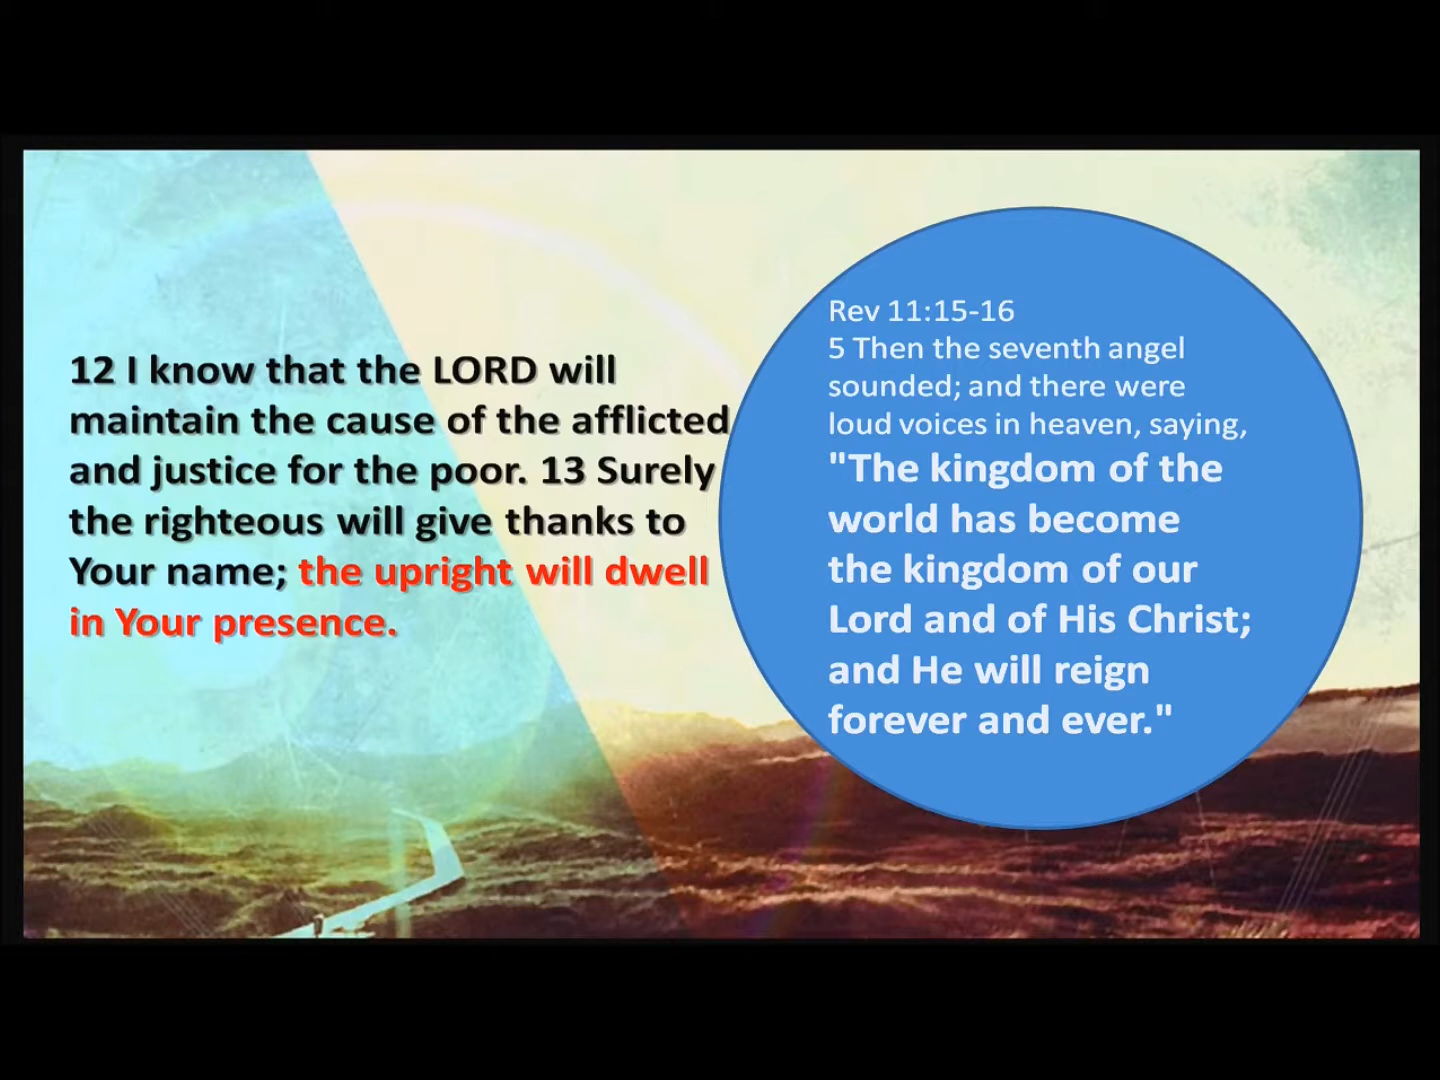 12 I know that the LORD will
maintain the cause of the afflicted
and justice for the poor. 13 Surely
the righteous will give thanks to
Your name; the upright will dwell
in Your presence.
Rev 11:15-16
5 Then the seventh angel
sounded; and there were
loud voices in heaven, saying,
"The kingdom of the
world has become
the kingdom of our
Lord and of His Christ;
and He will reign
forever and ever."